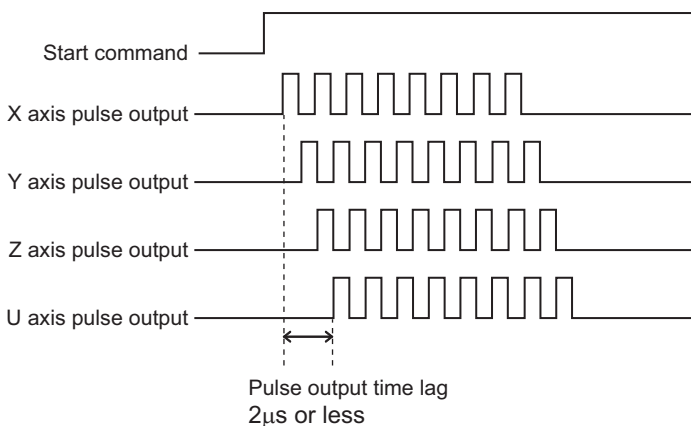 Start command
X axis pulse output
Y axis pulse output
Z axis pulse output
U axis pulse output
Pulse output time lag
2μs or less